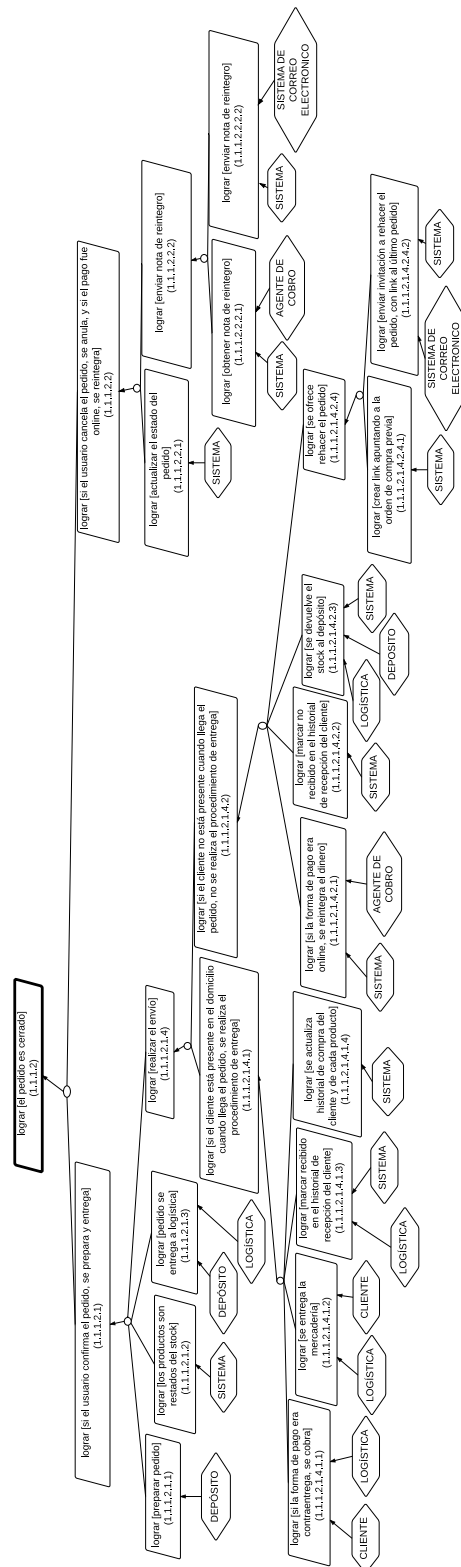 lograr [el pedido es cerrado]
(1.1.1.2)
lograr [si el usuario confirma el pedido, se prepara y entrega]
(1.1.1.2.1)
lograr [si el usuario cancela el pedido, se anula, y si el pago fue
online, se reintegra]
(1.1.1.2.2)
lograr [preparar pedido]
(1.1.1.2.1.1)
DEPÓSITO
lograr [los productos son
restados del stock]
(1.1.1.2.1.2)
SISTEMA
lograr [pedido se
entrega a logística]
(1.1.1.2.1.3)
DEPÓSITO
LOGÍSTICA
lograr [realizar el envío]
(1.1.1.2.1.4)
lograr [actualizar el estado del
pedido]
(1.1.1.2.2.1)
SISTEMA
lograr [enviar nota de reintegro]
(1.1.1.2.2.2)
lograr [si el cliente está presente en el domicilio
cuando llega el pedido, se realiza el
procedimiento de entrega]
(1.1.1.2.1.4.1)
lograr [si el cliente no está presente cuando llega el
pedido, no se realiza el procedimiento de entrega]
(1.1.1.2.1.4.2)
lograr [obtener nota de reintegro]
(1.1.1.2.2.2.1)
SISTEMA
AGENTE DE
COBRO
lograr [enviar nota de reintegro]
(1.1.1.2.2.2.2)
SISTEMA
SISTEMA DE
CORREO
ELECTRONICO
lograr [si la forma de pago era
contraentrega, se cobra]
(1.1.1.2.1.4.1.1)
CLIENTE
LOGÍSTICA
lograr [se entrega la
mercadería]
(1.1.1.2.1.4.1.2)
LOGÍSTICA
CLIENTE
lograr [marcar recibido
en el historial de
recepción del cliente]
(1.1.1.2.1.4.1.3)
LOGÍSTICA
SISTEMA
lograr [se actualiza
historial de compra del
cliente y de cada producto]
(1.1.1.2.1.4.1.4)
SISTEMA
lograr [si la forma de pago era
online, se reintegra el dinero]
(1.1.1.2.1.4.2.1)
SISTEMA
AGENTE DE
COBRO
lograr [marcar no
recibido en el historial
de recepción del cliente]
(1.1.1.2.1.4.2.2)
SISTEMA
lograr [se devuelve el
stock al depósito]
(1.1.1.2.1.4.2.3)
LOGÍSTICA
DEPOSITO
SISTEMA
lograr [se ofrece
rehacer el pedido]
(1.1.1.2.1.4.2.4)
lograr [crear link apuntando a la
orden de compra previa]
(1.1.1.2.1.4.2.4.1)
SISTEMA
lograr [enviar invitación a rehacer el
pedido, con link al último pedido]
(1.1.1.2.1.4.2.4.2)
SISTEMA DE
CORREO
ELECTRONICO
SISTEMA